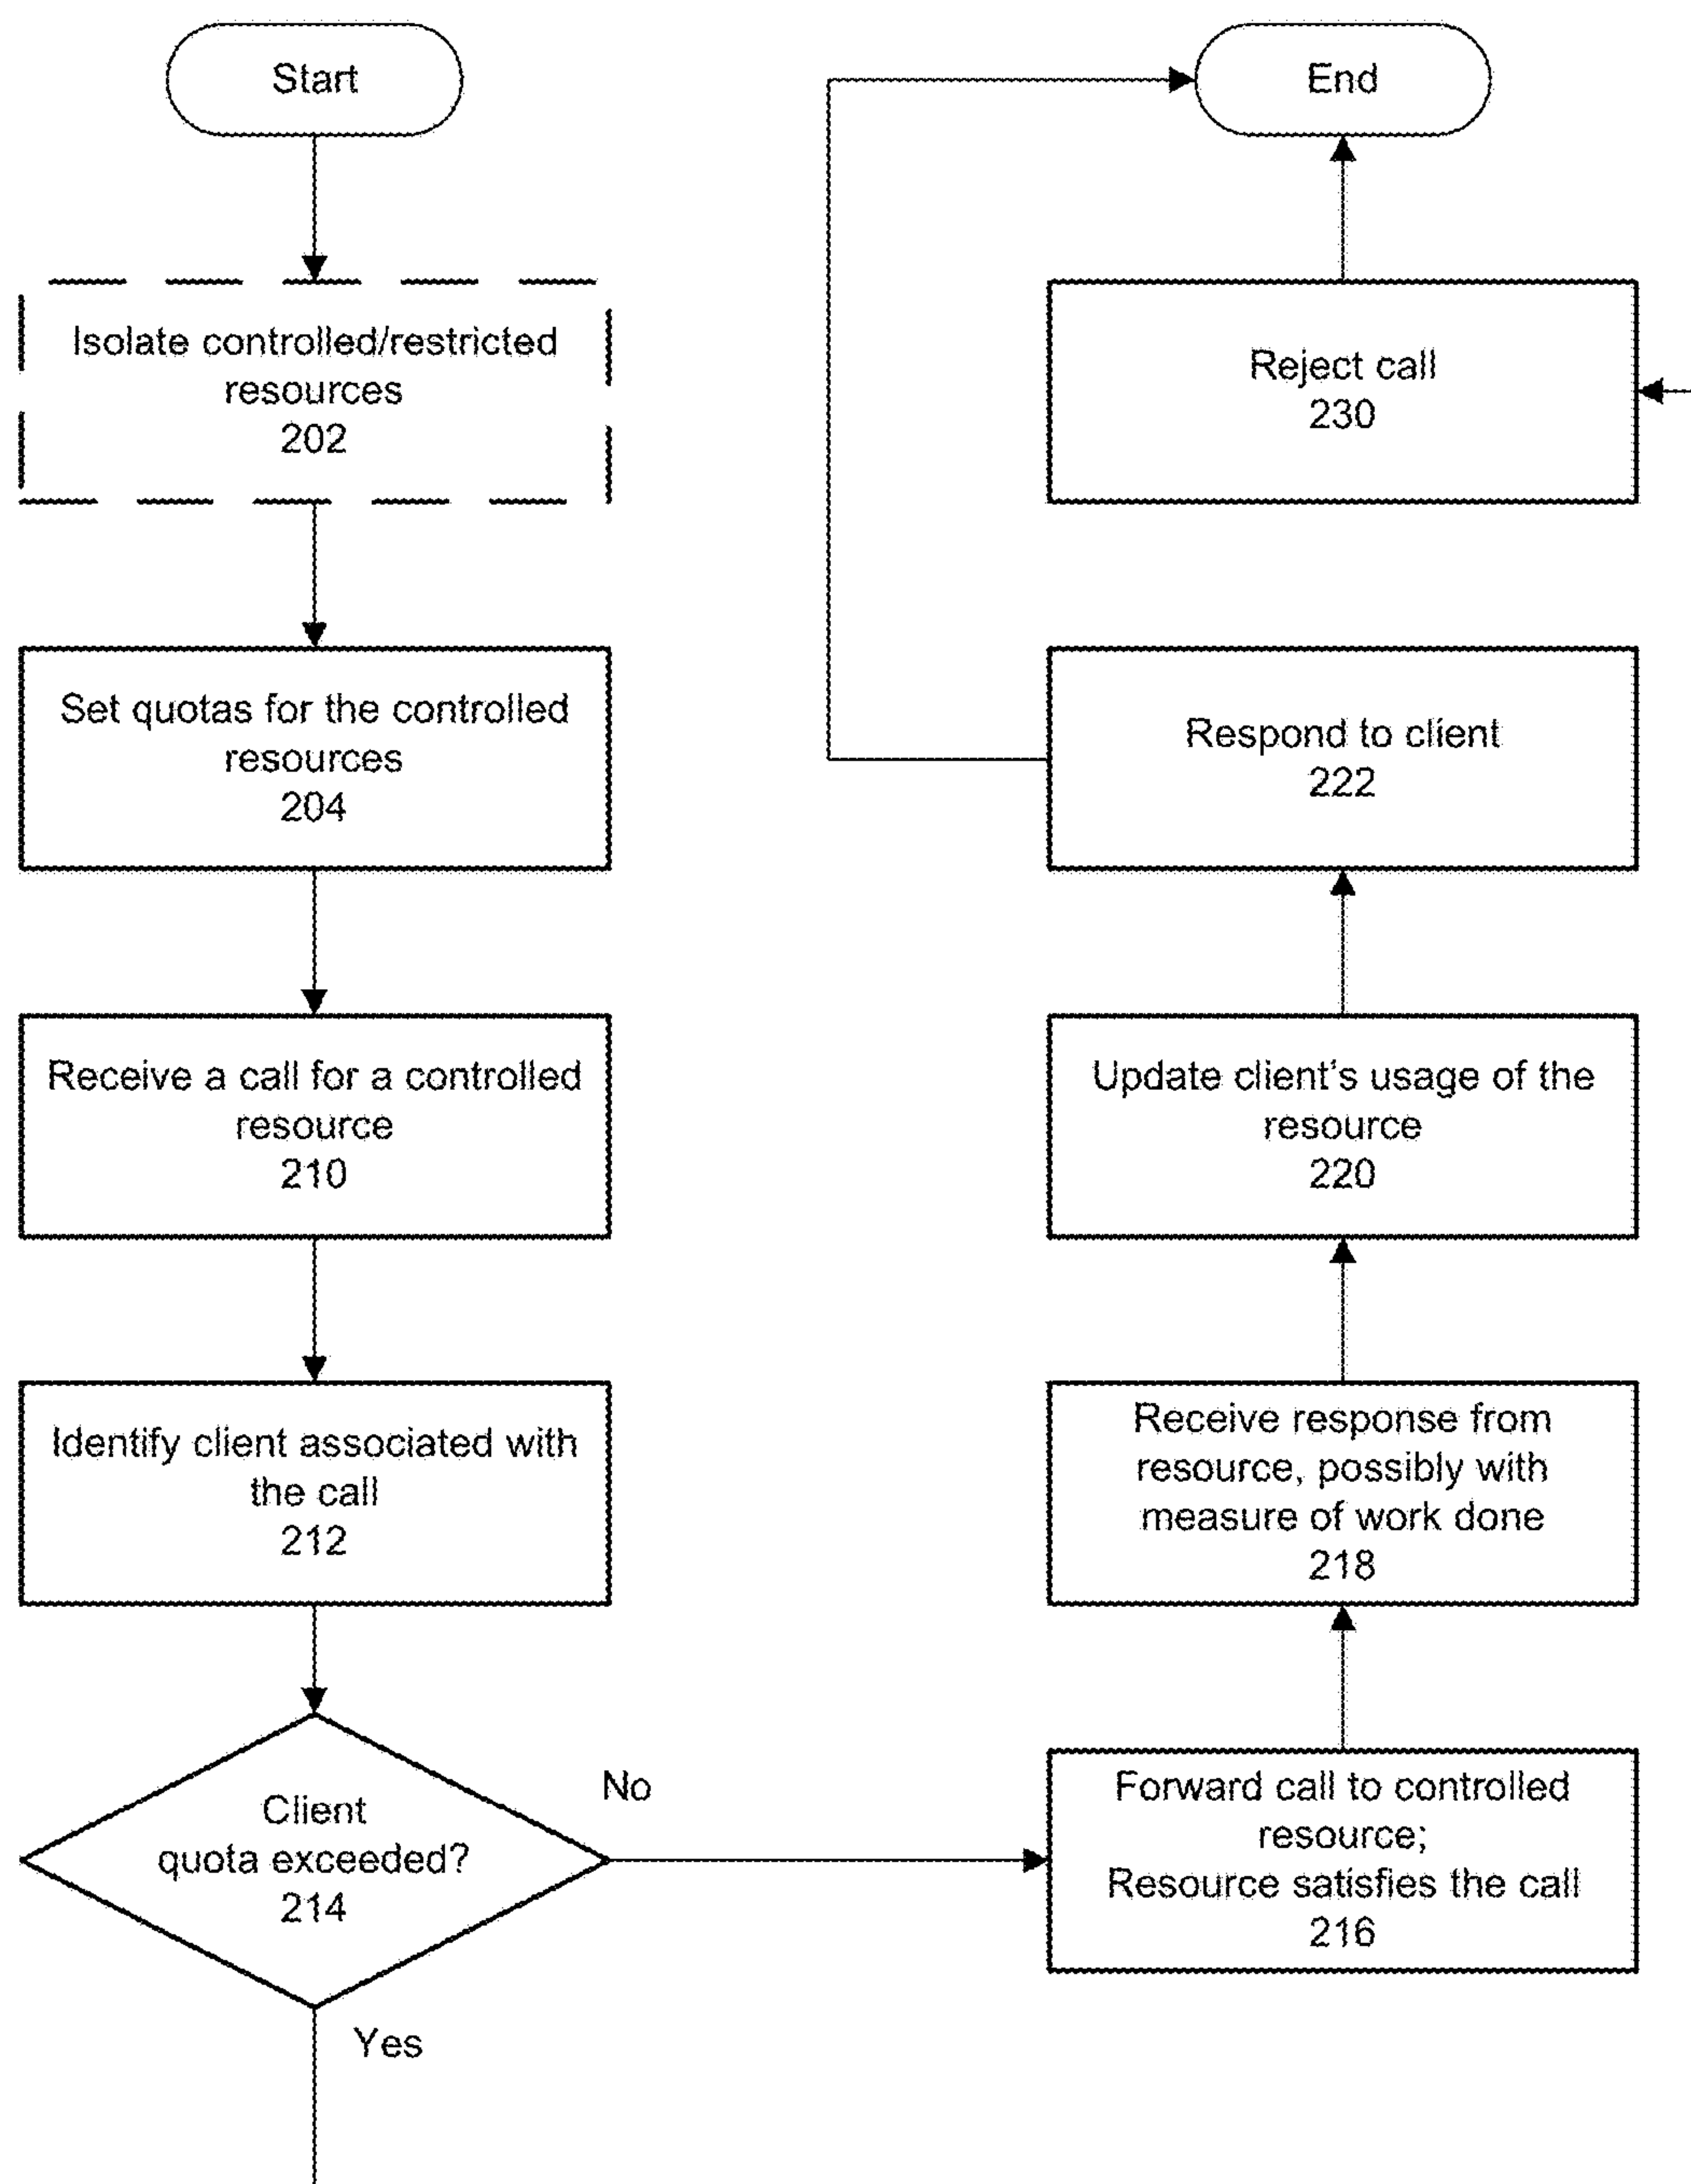 Start
Isolate controlled/restricted
resources
202
Set quotas for the controlled
resources
204
Receive a call for a controlled
resource
210
Identify client associated with
the call
212
Client
quota exceeded?
214
Yes
No
Forward call to controlled
resource;
Resource satisfies the call
216
Receive response from
resource, possibly with
measure of work done
218
Update client's usage of the
resource
220
Respond to client
222
Reject call
230
End